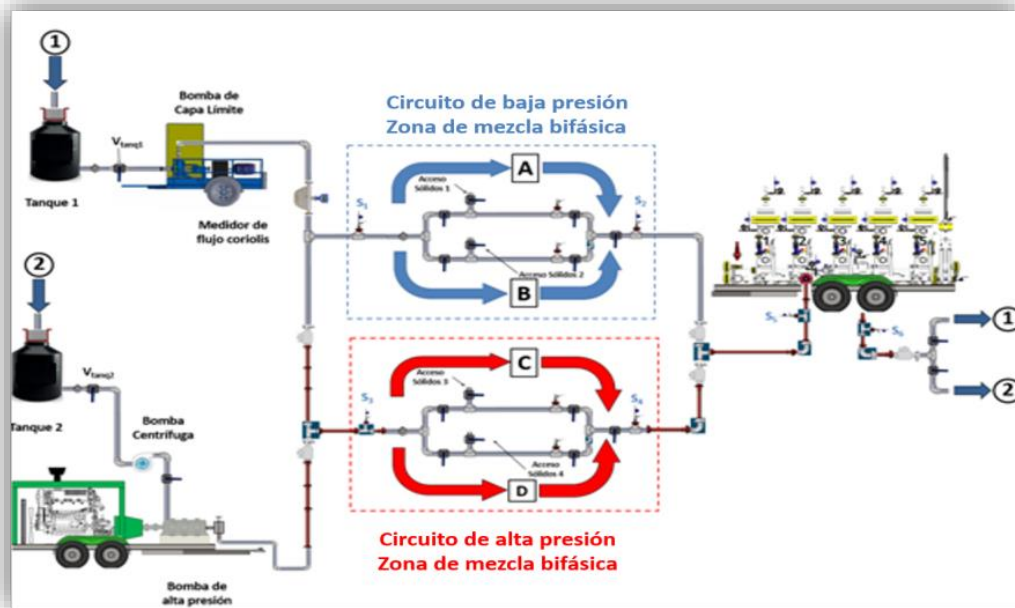 1
Bomba de
Capa Límite
Vtanq1
Tanque 1
Medidor de
flujo coriolis
2
Vtanq2
Tanque 2
Bomba
Centrífuga
Bomba de
alta presión
Circuito de baja presión
Zona de mezcla bifásica
A
Acceso
Sólidos 1
S1
S2
Acceso Sólidos 2
B
C
Acceso
Sólidos 3
S3
S4
Acceso
Sólidos 4
D
Circuito de alta presión
Zona de mezcla bifásica
S5
S6
1
2